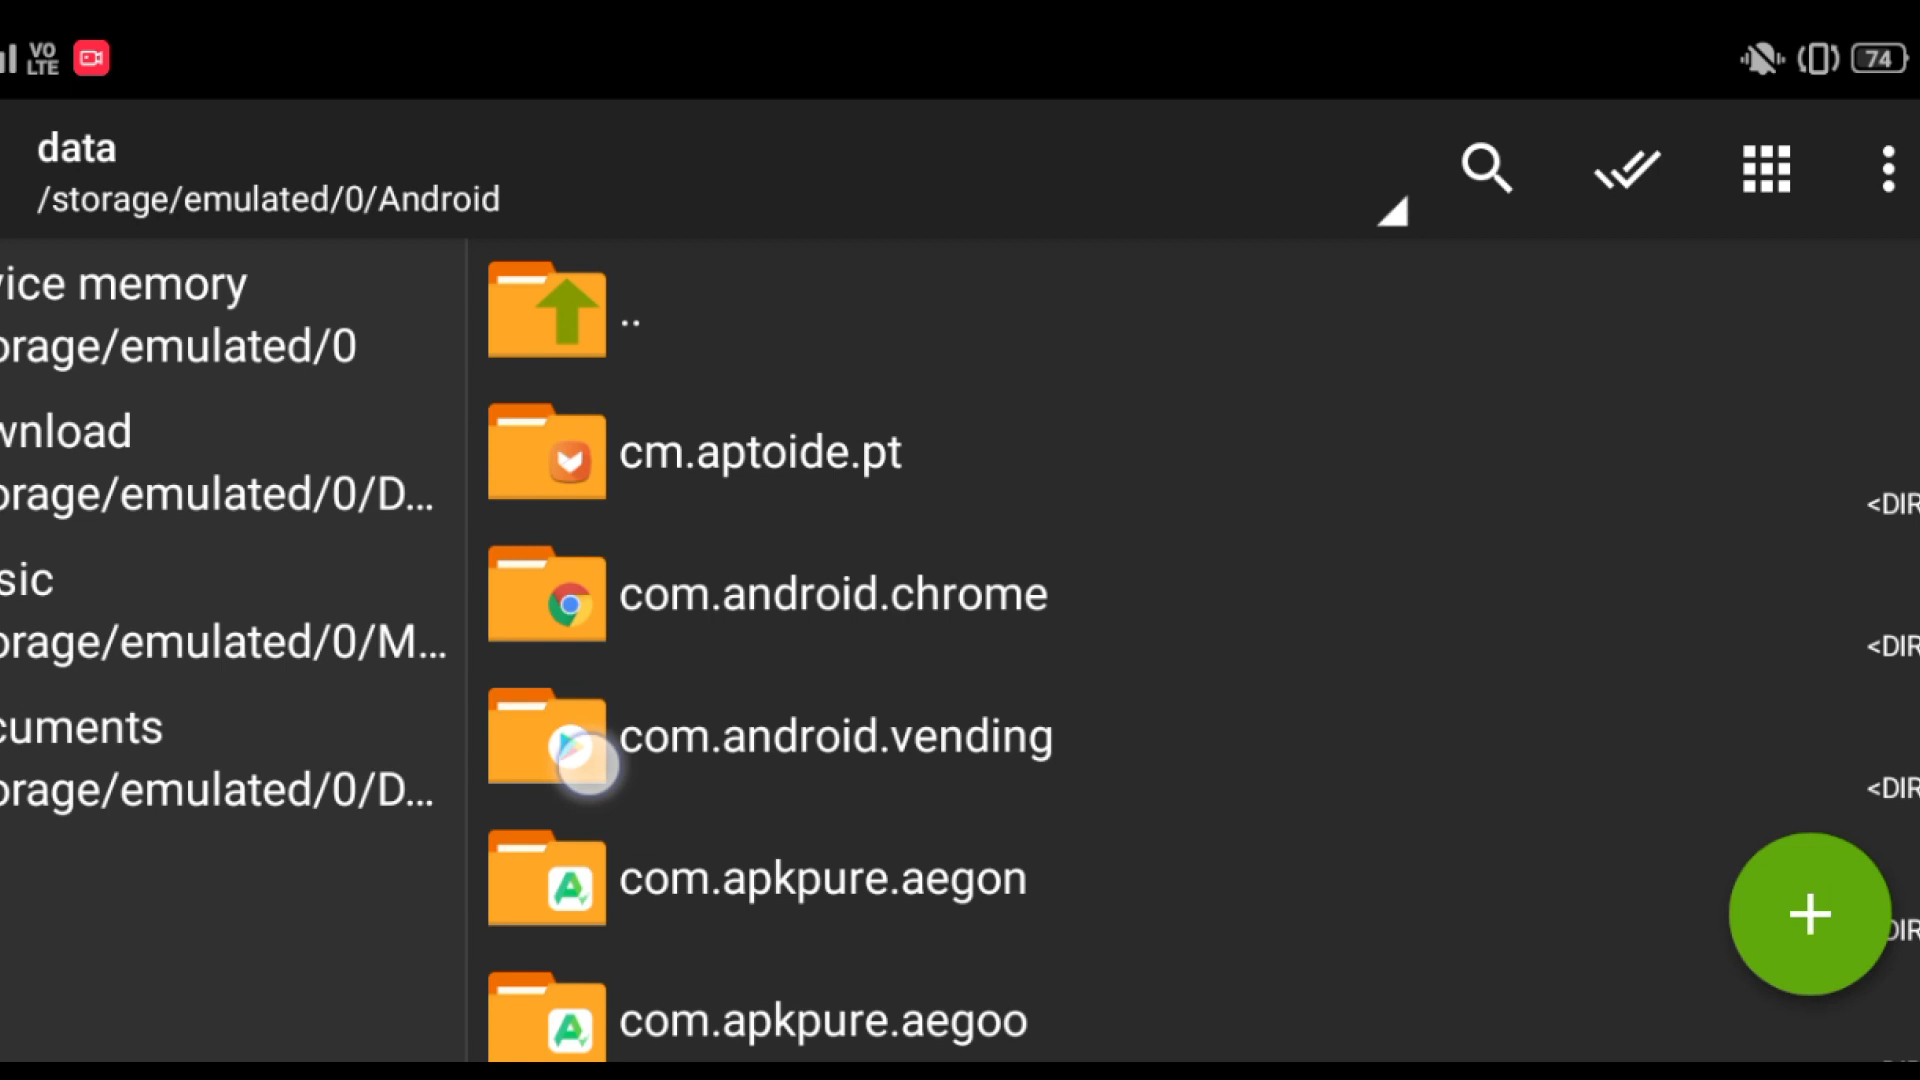 VO
LTE
74
data
/storage/emulated/0/Android
vice memory
orage/emulated/0
wnload
orage/emulated/0/D...
sic
orage/emulated/0/M...
cuments
orage/emulated/0/D...
..
cm.aptoide.pt
<DIR
com.android.chrome
<DIR
com.android.vending
<DIR
com.apkpure.aegon
DIR
com.apkpure.aegoo